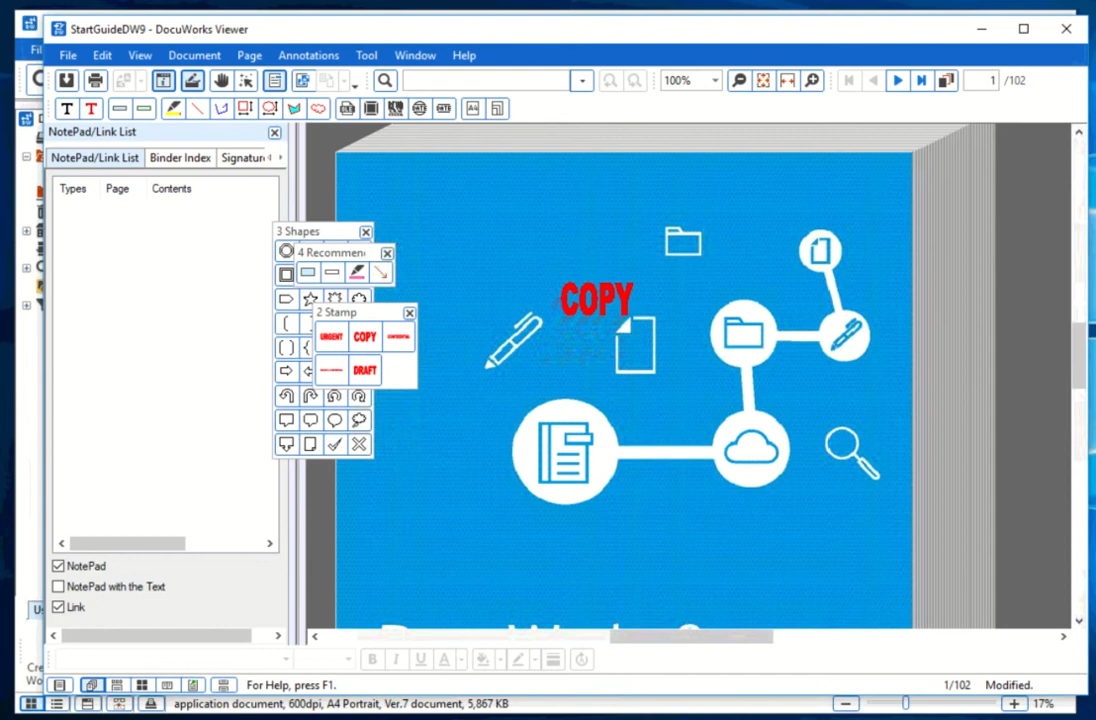 StartGuideDW9 - DocuWorks Viewer
File Edit View Document Page Annotations Tool Window Help
100% 1 /102
T T A4
NotePad/Link List
NotePad/Link List Binder Index Signature
Types Page Contents
3 Shapes
4 Recommen
COPY
2 Stamp
URGENT COPY CONFIDENTIAL
DRAFT
NotePad
NotePad with the Text
Link
B I U A
For Help, press F1. 1/102 Modified.
application document, 600dpi, A4 Portrait, Ver.7 document, 5,867 KB 17%